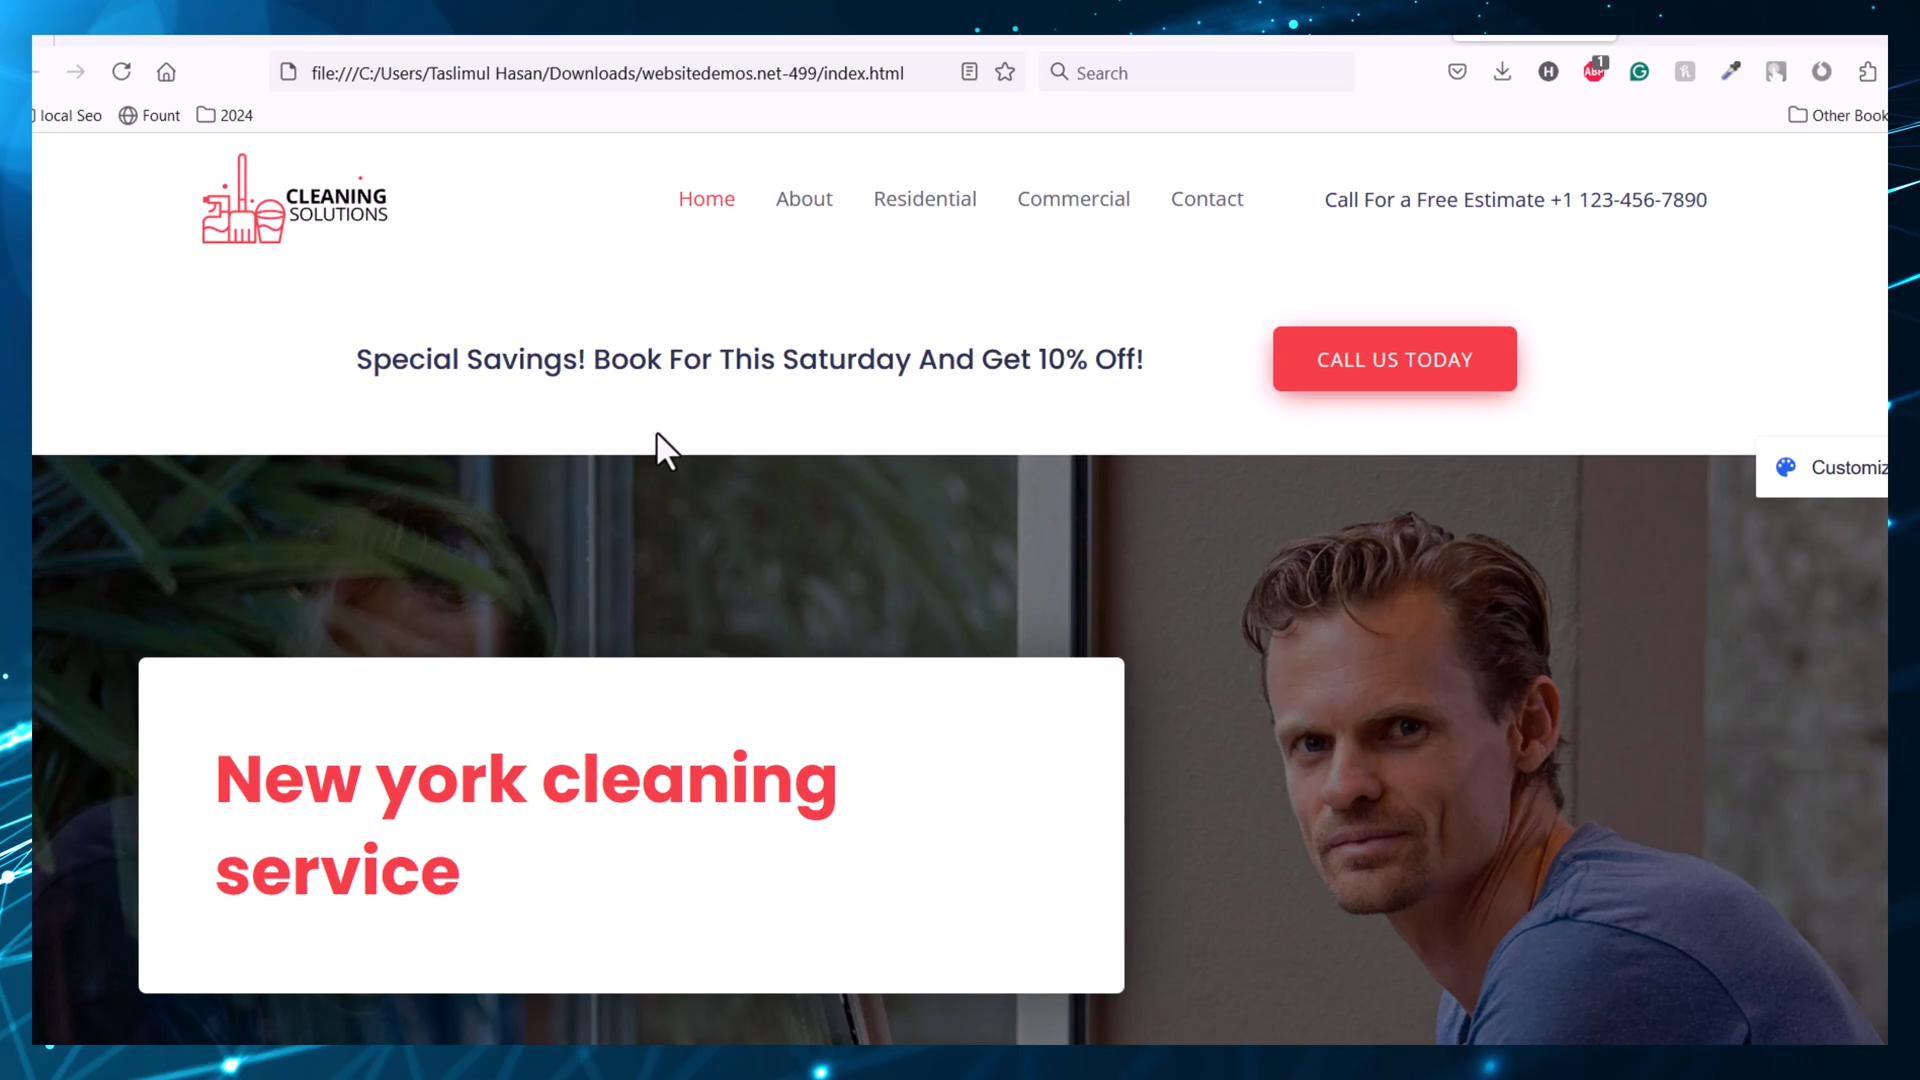 file:///C:/Users/Taslimul Hasan/Downloads/websitedemos.net-499/index.html
Search
1
ABP
local Seo
Fount
2024
Other Book
CLEANING
SOLUTIONS
Home
About
Residential
Commercial
Contact
Call For a Free Estimate +1 123-456-7890
Special Savings! Book For This Saturday And Get 10% Off!
CALL US TODAY
Customiz
New york cleaning
service